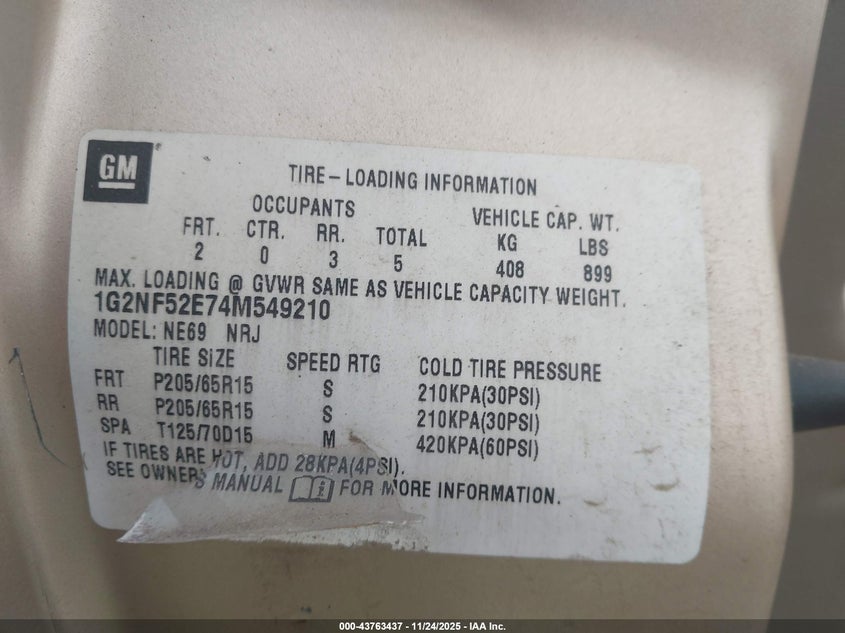 GM
TIRE-LOADING INFORMATION
OCCUPANTS VEHICLE CAP. WT.
FRT. CTR. RR. TOTAL KG LBS
2 0 3 5 408 899
MAX. LOADING @ GVWR SAME AS VEHICLE CAPACITY WEIGHT.
1G2NF52E74M549210
MODEL: NE69 NRJ
TIRE SIZE SPEED RTG COLD TIRE PRESSURE
FRT P205/65R15 S 210KPA(30PSI)
RR P205/65R15 S 210KPA(30PSI)
SPA T125/70D15 M 420KPA(60PSI)
IF TIRES ARE HOT, ADD 28KPA(4PSI).
SEE OWNER'S MANUAL FOR MORE INFORMATION.
000-43763437 - 11/24/2025 - IAA Inc.